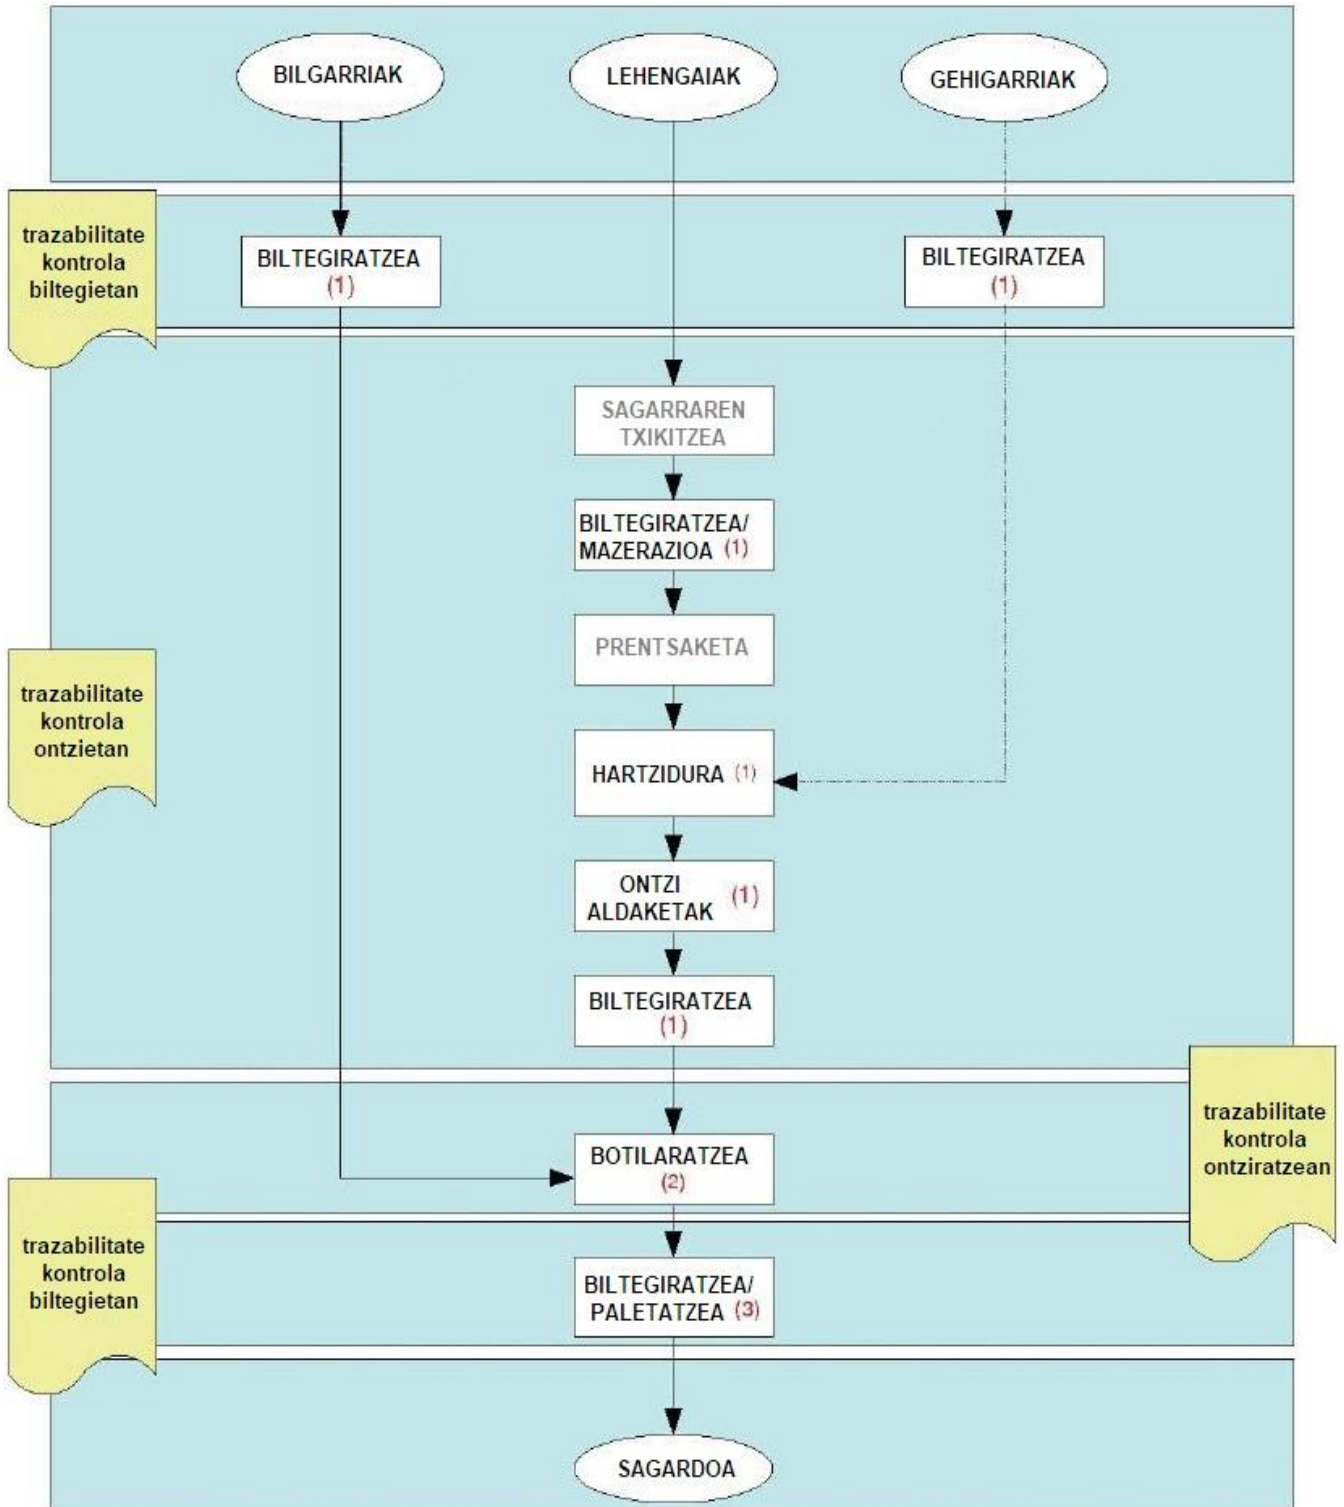 BILGARRIAK
LEHENGAIAK
GEHIGARRIAK
trazabilitate
kontrola
biltegietan
BILTEGIRATZEA
(1)
BILTEGIRATZEA
(1)
SAGARRAREN
TXIKITZEA
BILTEGIRATZEA/
MAZERAZIOA (1)
PRENTSAKETA
trazabilitate
kontrola
ontzietan
HARTZIDURA (1)
ONTZI
ALDAKETAK (1)
BILTEGIRATZEA
(1)
trazabilitate
kontrola
ontziratzean
BOTILARATZEA
(2)
trazabilitate
kontrola
biltegietan
BILTEGIRATZEA/
PALETATZEA (3)
SAGARDOA